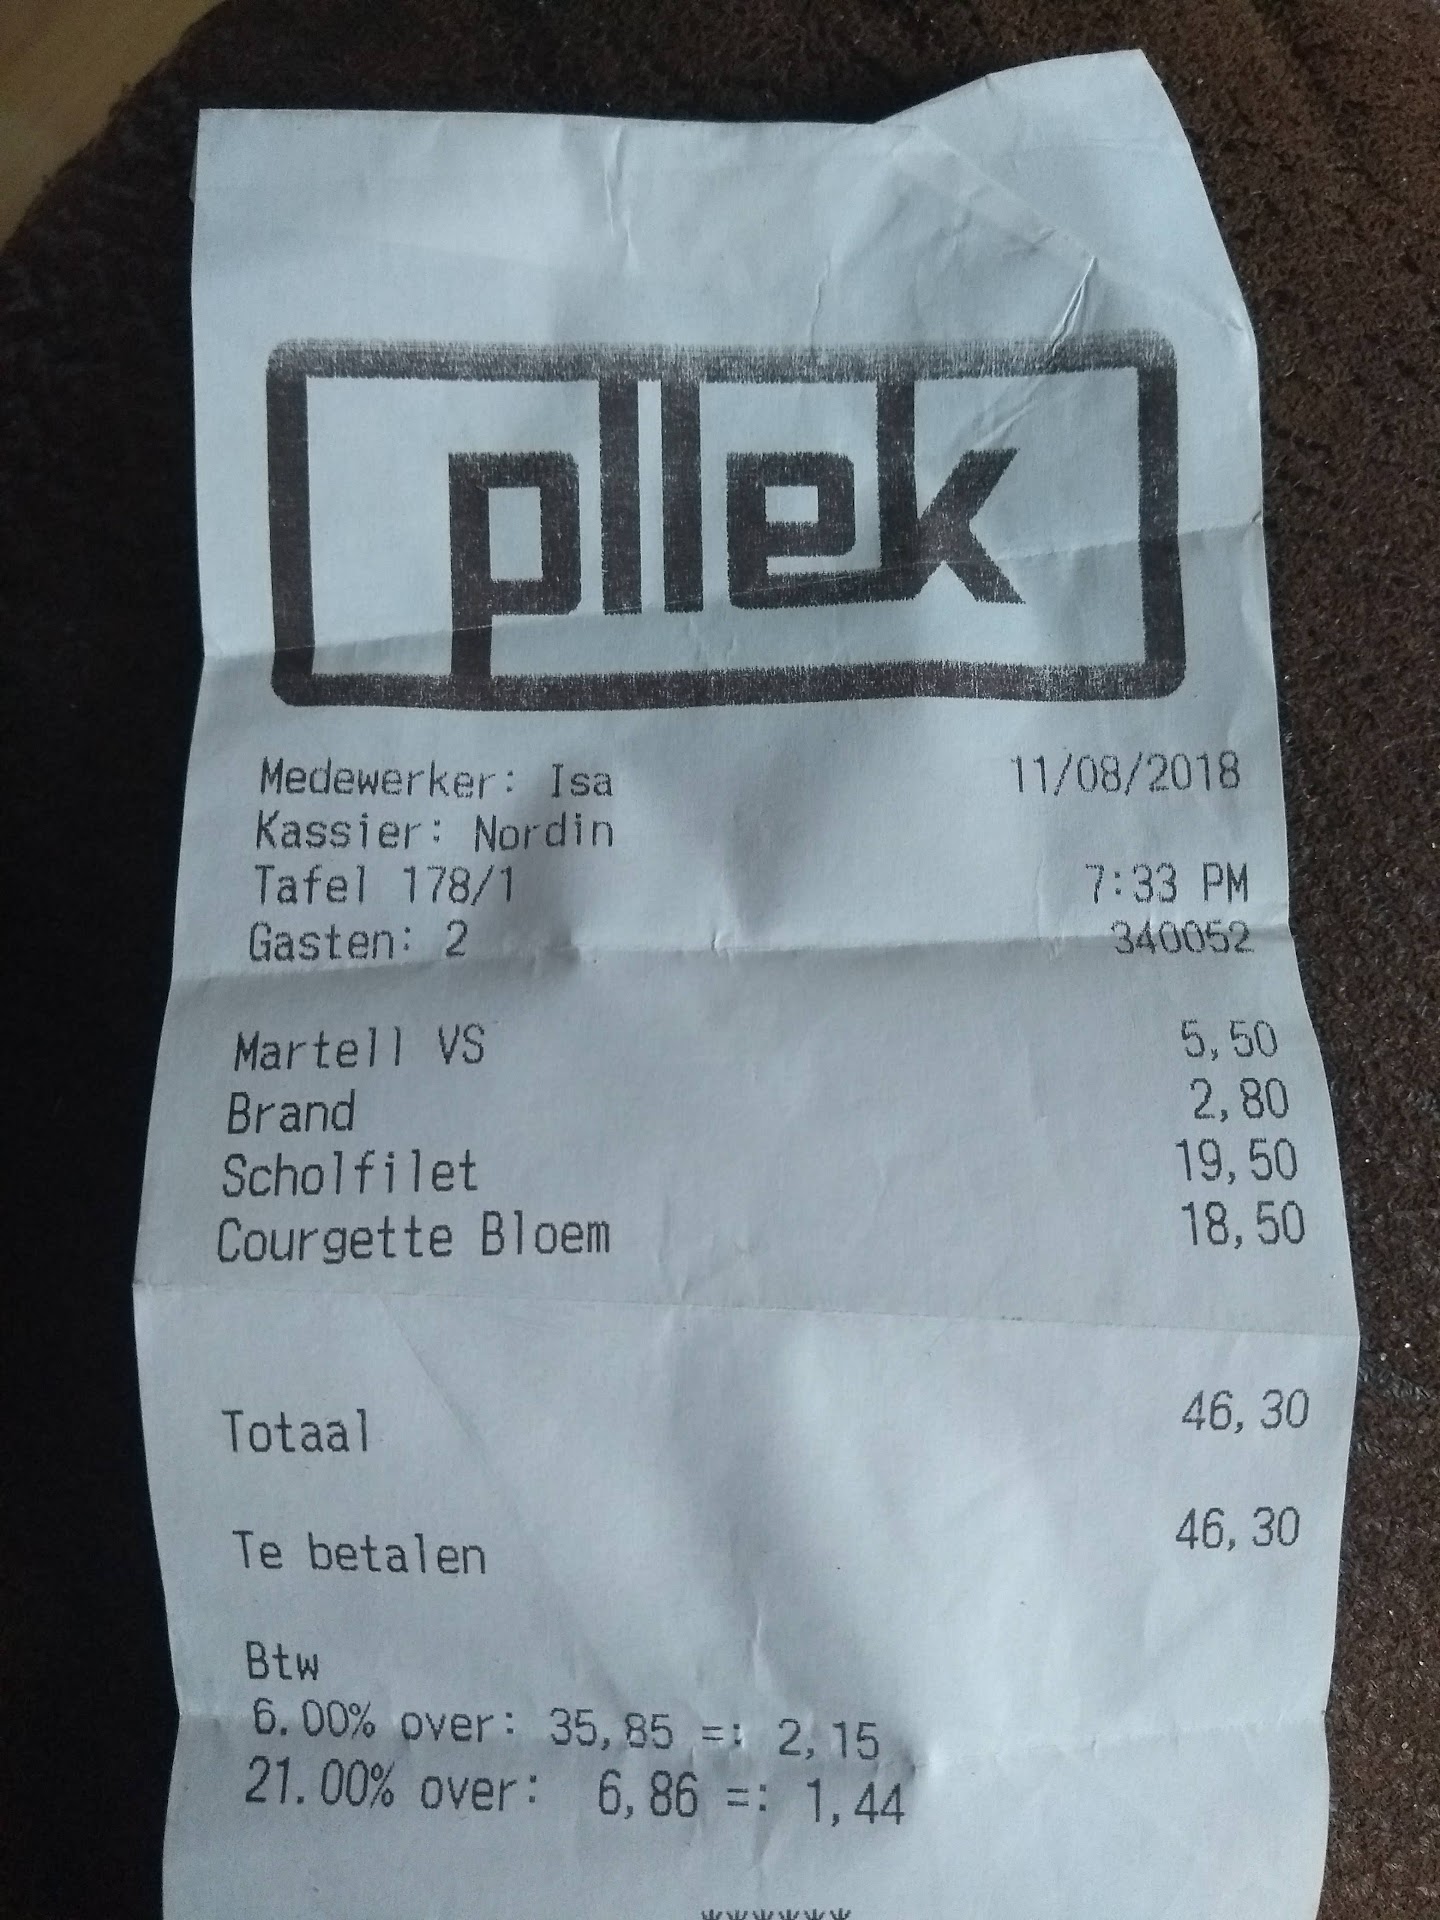 pllek
Medewerker: Isa 11/08/2018
Kassier: Nordin
Tafel 178/1 7:33 PM
Gasten: 2 340052
Martell VS 5,50
Brand 2,80
Scholfilet 19,50
Courgette Bloem 18,50
Totaal 46,30
Te betalen 46,30
Btw
6.00% over: 35,85 =: 2,15
21.00% over: 6,86 =: 1,44